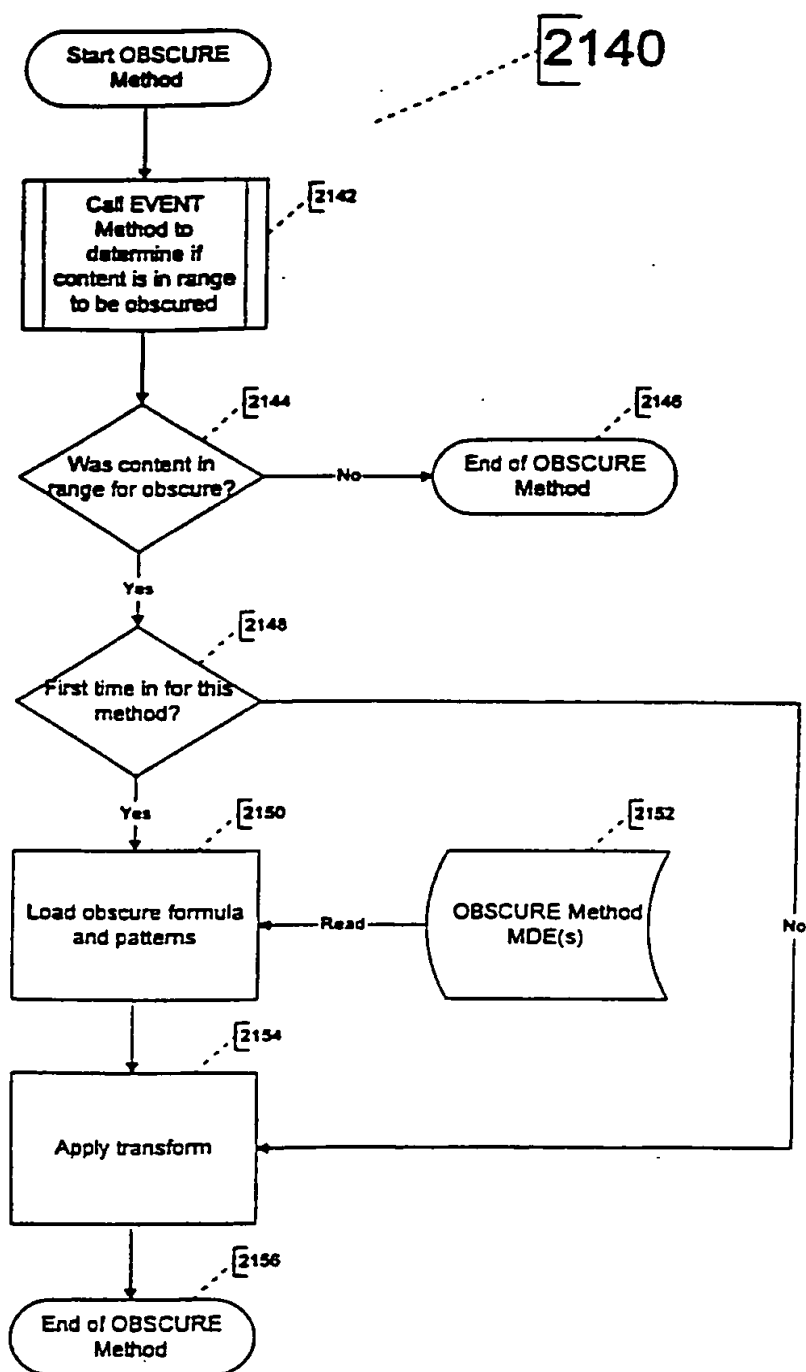 Start OBSCURE
Method
2140
Call EVENT
Method to
determine if
content is in range
to be obscured
2142
2144
Was content in
range for obscure?
No
2146
End of OBSCURE
Method
Yes
2148
First time in for this
method?
Yes
2150
Load obscure formula
and patterns
Read
2152
OBSCURE Method
MDE(s)
No
2154
Apply transform
2156
End of OBSCURE
Method